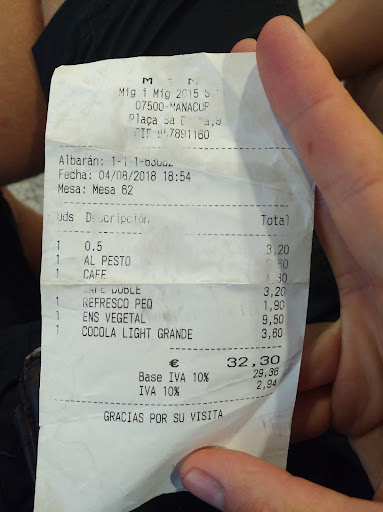 Mig i Mig 2015 S.
07500-MANACOR
Plaça Sa
Albarán: 1-1
Fecha: 04/08/2018 18:54
Mesa: Mesa 62
Uds Descripción Total
1 0.5 3,20
1 AL PESTO
1 CAFE
1 CAFE DOBLE 3,20
1 REFRESCO PEQ 1,90
1 ENS VEGETAL 9,50
1 COCOLA LIGHT GRANDE 3,60
€ 32,30
Base IVA 10% 29,36
IVA 10% 2,94
GRACIAS POR SU VISITA